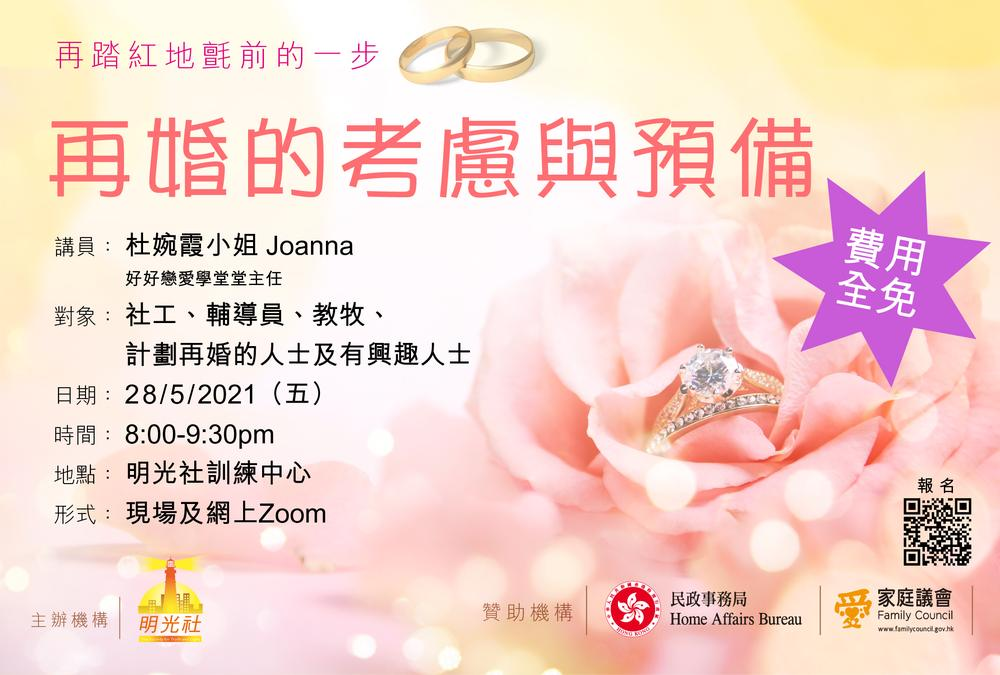 再踏紅地氈前的一步
再婚的考慮與預備
講員： 杜婉霞小姐 Joanna
好好戀愛學堂堂主任
對象： 社工、輔導員、教牧、
計劃再婚的人士及有興趣人士
日期： 28/5/2021（五）
時間： 8:00-9:30pm
地點： 明光社訓練中心
形式： 現場及網上Zoom
費用
全免
報名
主辦機構
明光社
贊助機構
HONG KONG
民政事務局
Home Affairs Bureau
愛
家庭議會
Family Council
www.familycouncil.gov.hk